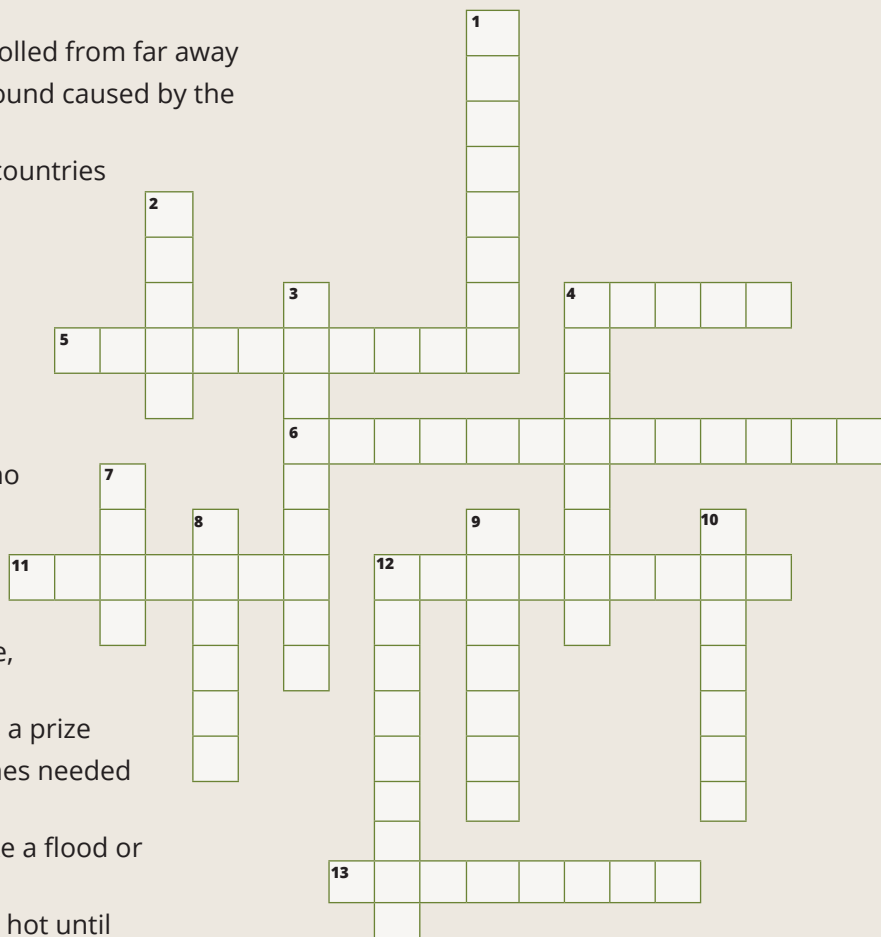 olled from far away
ound caused by the
countries
no
e,
a prize
nes needed
e a flood or
hot until
1
2
3
4
5
6
7
8
9
10
11
12
13